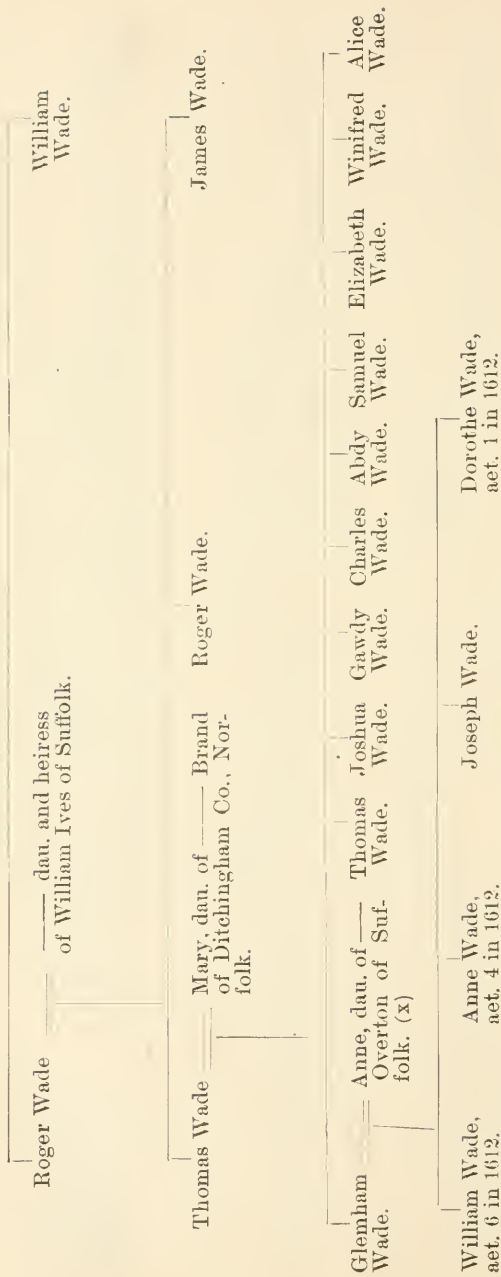 Roger Wade
—— dau. and heiress
of William Ives of Suffolk.
William
Wade.
Thomas Wade
Mary, dau. of —— Brand
of Ditchingham Co., Nor-
folk.
Roger Wade.
James Wade.
Glemham
Wade.
Anne, dau. of ——
Overton of Suf-
folk. (x)
Thomas
Wade.
Joshua
Wade.
Gawdy
Wade.
Charles
Wade.
Abdy
Wade.
Samuel
Wade.
Elizabeth
Wade.
Winifred
Wade.
Alice
Wade.
William Wade,
aet. 6 in 1612.
Anne Wade,
aet. 4 in 1612.
Joseph Wade.
Dorothe Wade,
aet. 1 in 1612.